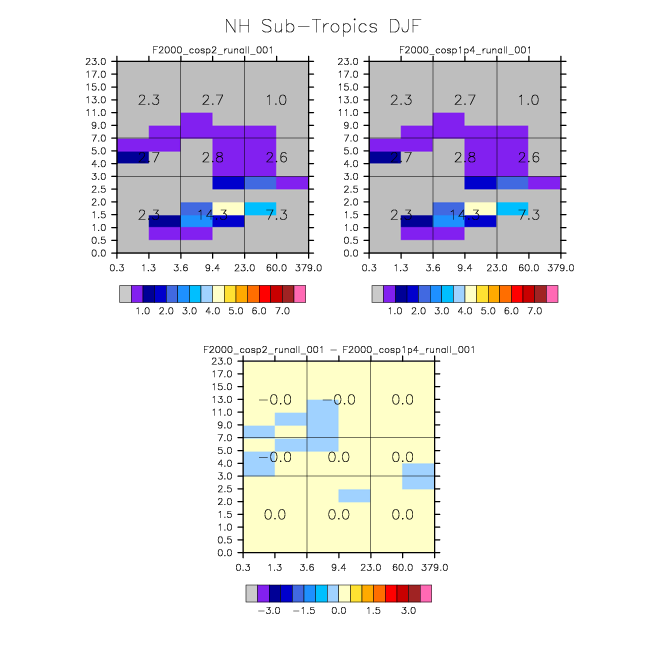 NH Sub-Tropics DJF
F2000_cosp2_runall_001
F2000_cosp1p4_runall_001
23.0 17.0 15.0 13.0 11.0 9.0 7.0 5.0 4.0 3.0 2.5 2.0 1.5 1.0 0.5 0.0
2.3 2.7 1.0
2.8 2.6
2.3 14.3 7.3
0.3 1.3 3.6 9.4 23.0 60.0 379.0
1.0 2.0 3.0 4.0 5.0 6.0 7.0
23.0 17.0 15.0 13.0 11.0 9.0 7.0 5.0 4.0 3.0 2.5 2.0 1.5 1.0 0.5 0.0
2.3 2.7 1.0
2.8 2.6
2.3 14.3 7.3
0.3 1.3 3.6 9.4 23.0 60.0 379.0
1.0 2.0 3.0 4.0 5.0 6.0 7.0
F2000_cosp2_runall_001 - F2000_cosp1p4_runall_001
23.0 17.0 15.0 13.0 11.0 9.0 7.0 5.0 4.0 3.0 2.5 2.0 1.5 1.0 0.5 0.0
-0.0 -0.0 0.0
-0.0 0.0 0.0
0.0 0.0 0.0
0.3 1.3 3.6 9.4 23.0 60.0 379.0
-3.0 -1.5 0.0 1.5 3.0